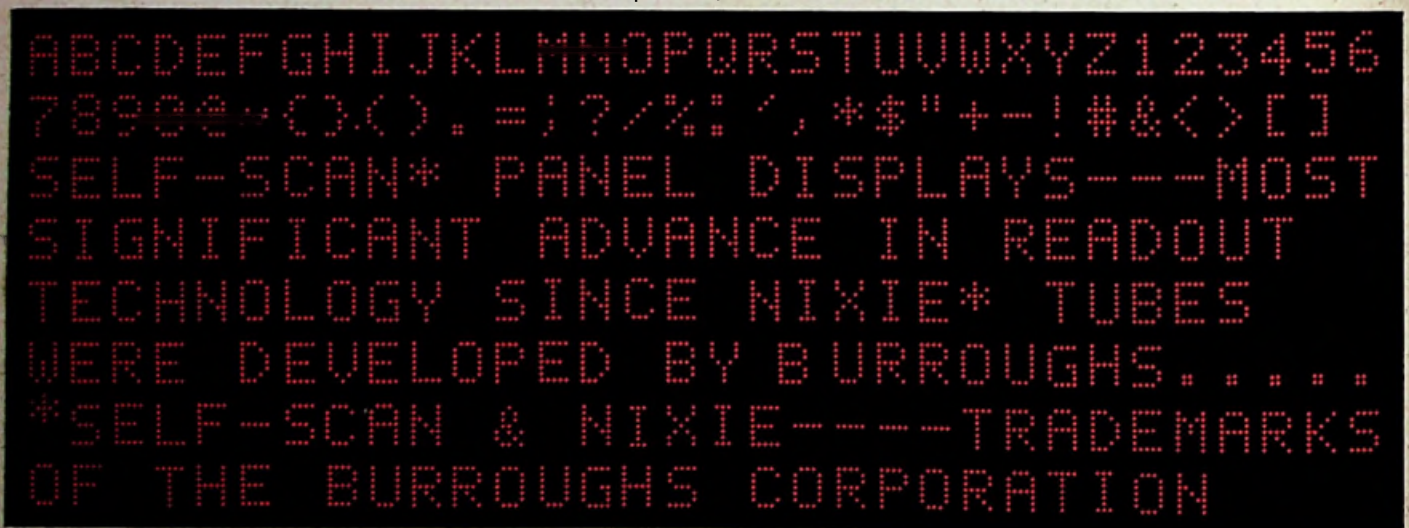 ABCDEFGHIJKLMNOPQRSTUVWXYZ123456
7890@~{}.(). =;?/%:´,*$"+-!#&<>[]
SELF-SCAN* PANEL DISPLAYS---MOST
SIGNIFICANT ADVANCE IN READOUT
TECHNOLOGY SINCE NIXIE* TUBES
WERE DEVELOPED BY BURROUGHS.....
*SELF-SCAN & NIXIE----TRADEMARKS
OF THE BURROUGHS CORPORATION